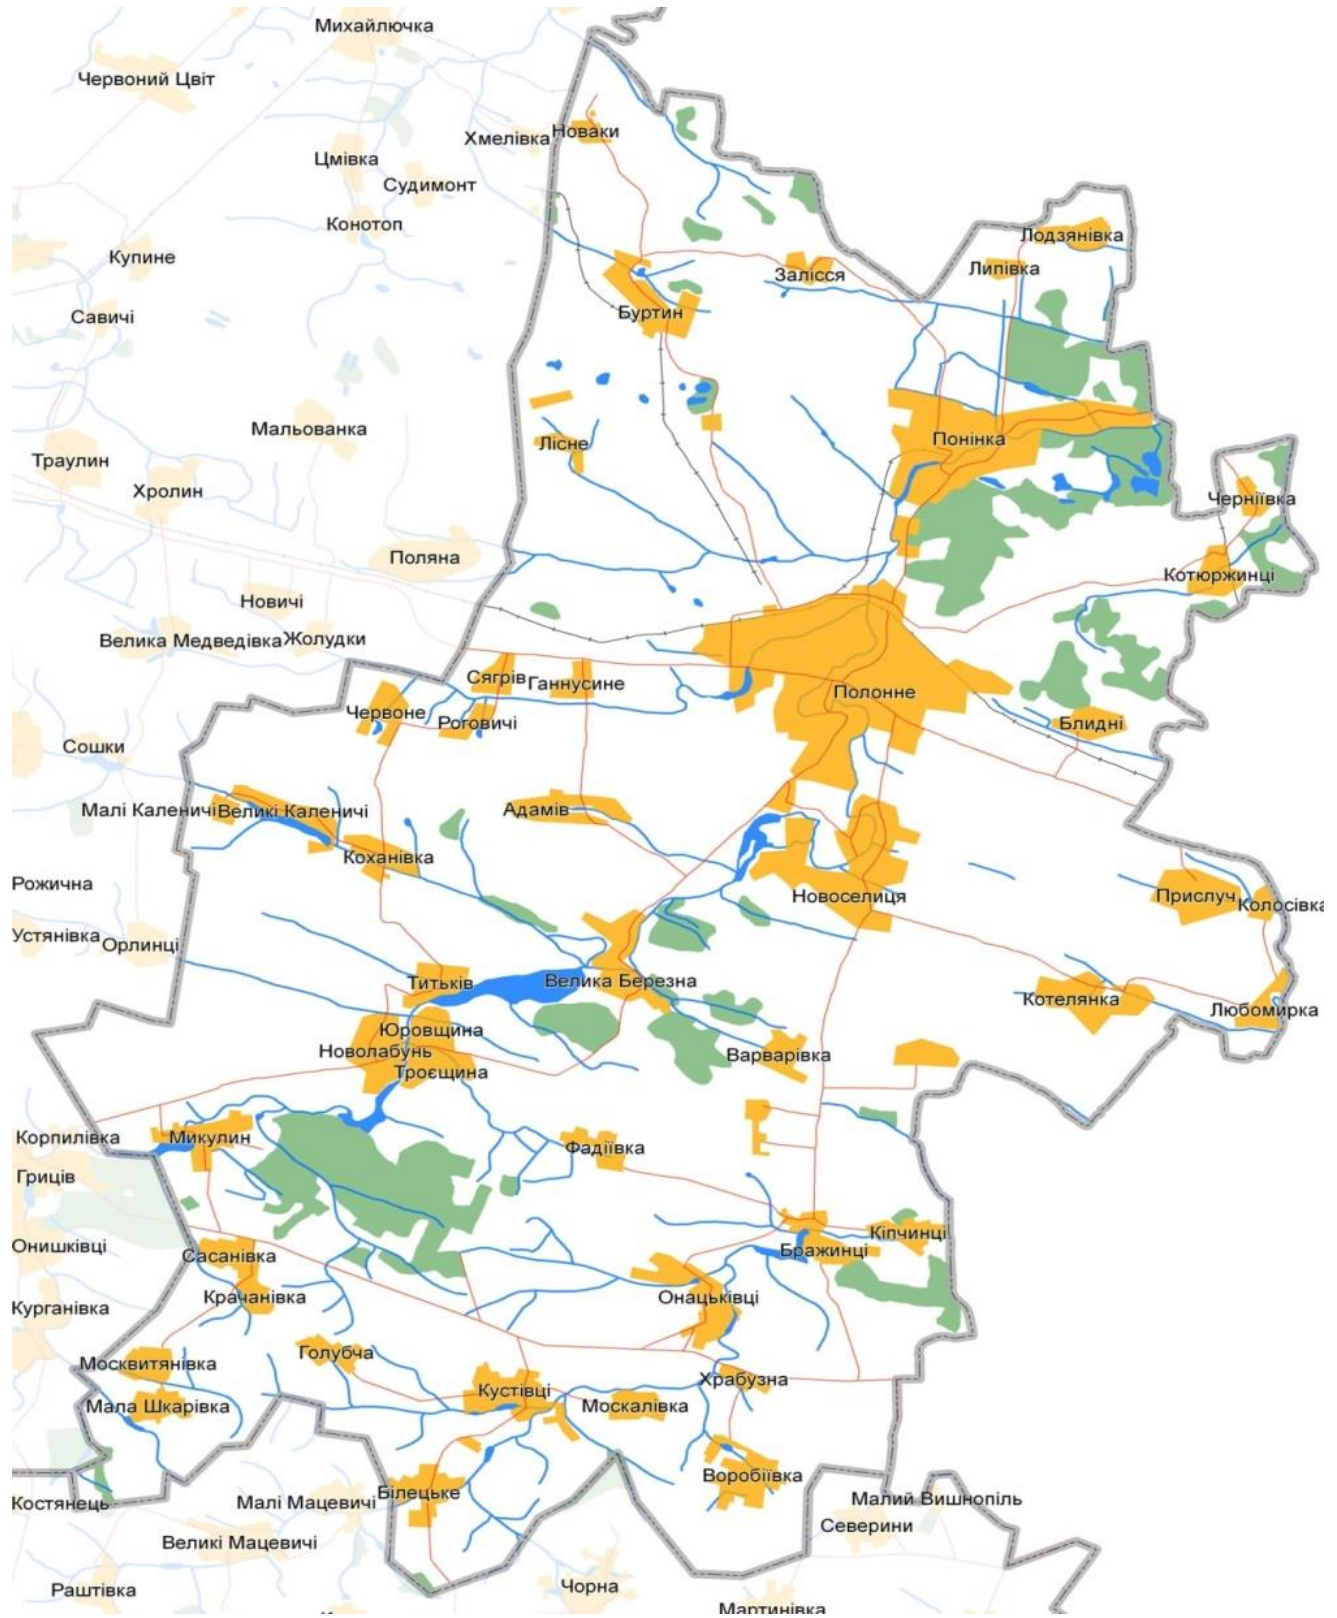 Михайлючка
Червоний Цвіт
Хмелівка
Новаки
Цмівка
Судимонт
Конотоп
Лодзянівка
Купине
Залісся
Липівка
Савичі
Буртин
Мальованка
Лісне
Понінка
Траулин
Хролин
Черніївка
Поляна
Котюржинці
Новичі
Велика Медведівка
Жолудки
Сягрів
Ганнусине
Полонне
Червоне
Роговичі
Блидні
Сошки
Малі Каленичі
Великі Каленичі
Адамів
Коханівка
Рожична
Новоселиця
Прислуч
Колосівка
Устянівка
Орлинці
Титьків
Велика Березна
Котелянка
Любомирка
Юровщина
Новолабунь
Варварівка
Троєщина
Корпилівка
Микулин
Фадіївка
Гриців
Кіпчинці
Онишківці
Сасанівка
Бражинці
Крачанівка
Онацьківці
Курганівка
Голубча
Москвитянівка
Храбузна
Кустівці
Мала Шкарівка
Москалівка
Воробіївка
Костянець
Малі Мацевичі
Білецьке
Малий Вишнопіль
Северини
Великі Мацевичі
Раштівка
Чорна
Мартинівка